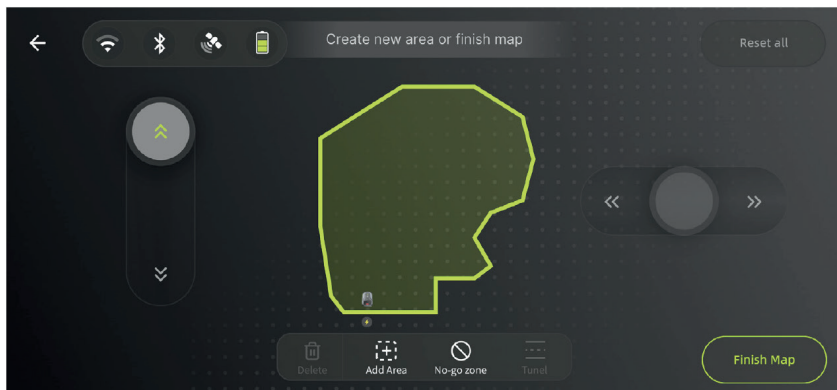 Create new area or finish map
Reset all
Delete
Add Area
No-go zone
Tunel
Finish Map